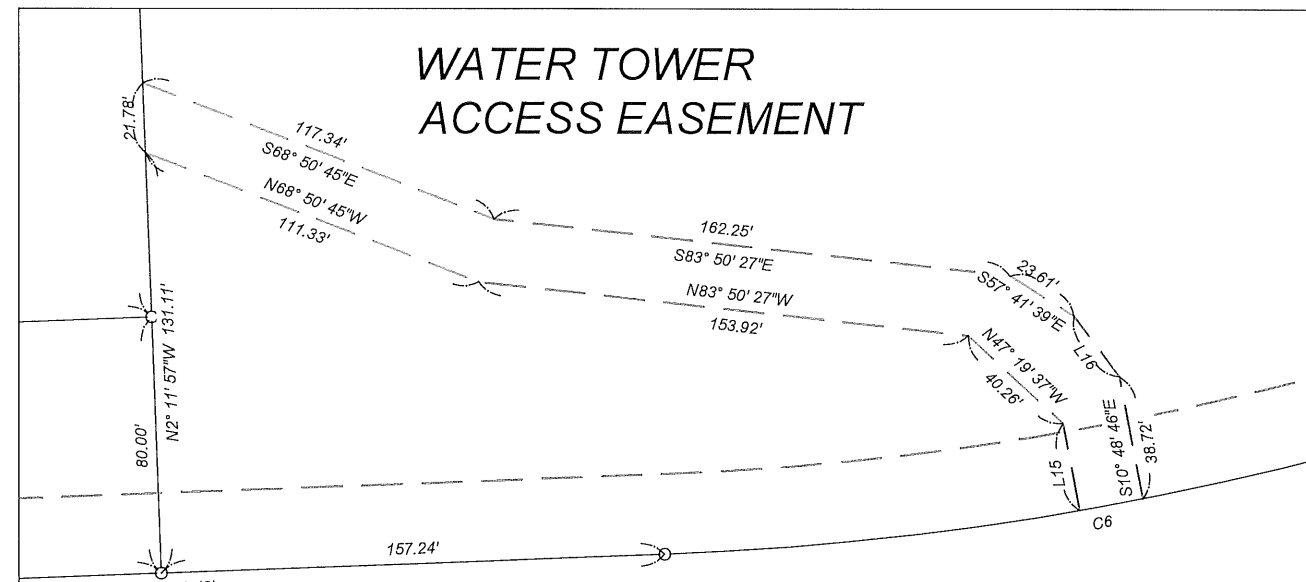 WATER TOWER
ACCESS EASEMENT
21.78'
117.34'
S68° 50' 45"E
N68° 50' 45"W
111.33'
162.25'
S83° 50' 27"E
N83° 50' 27"W
153.92'
23.61'
S57° 41' 39"E
L16
N47° 19' 37"W
40.26'
N2° 11' 57"W 131.11'
80.00'
L15
S10° 48' 46"E
38.72'
C6
157.24'